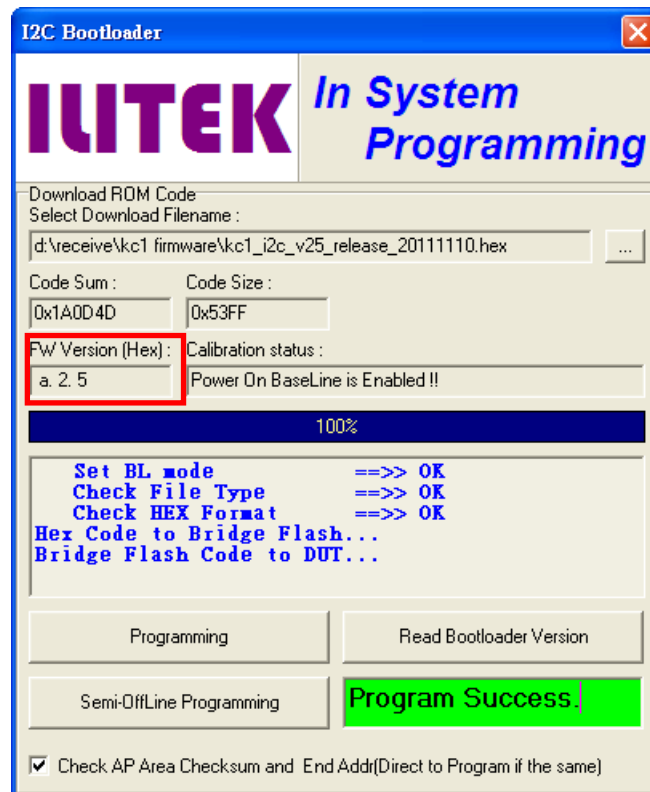 I2C Bootloader
ILITEK
In System
Programming
Download ROM Code
Select Download Filename :
d:\receive\kc1 firmware\kc1_i2c_v25_release_20111110.hex
...
Code Sum :
Code Size :
0x1A0D4D
0x53FF
FW Version (Hex) :
Calibration status :
a. 2. 5
Power On BaseLine is Enabled !!
100%
Set BL mode ==>> OK
Check File Type ==>> OK
Check HEX Format ==>> OK
Hex Code to Bridge Flash...
Bridge Flash Code to DUT...
Programming
Read Bootloader Version
Semi-OffLine Programming
Program Success.
Check AP Area Checksum and End Addr(Direct to Program if the same)